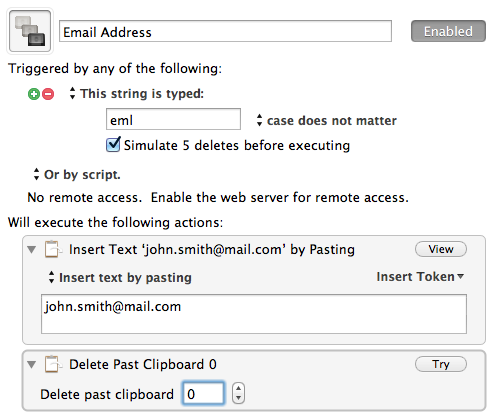 Email Address
Enabled
Triggered by any of the following:
This string is typed:
eml
case does not matter
Simulate 5 deletes before executing
Or by script.
No remote access. Enable the web server for remote access.
Will execute the following actions:
Insert Text ‘john.smith@mail.com’ by Pasting
View
Insert text by pasting
Insert Token
john.smith@mail.com
Delete Past Clipboard 0
Try
Delete past clipboard 0